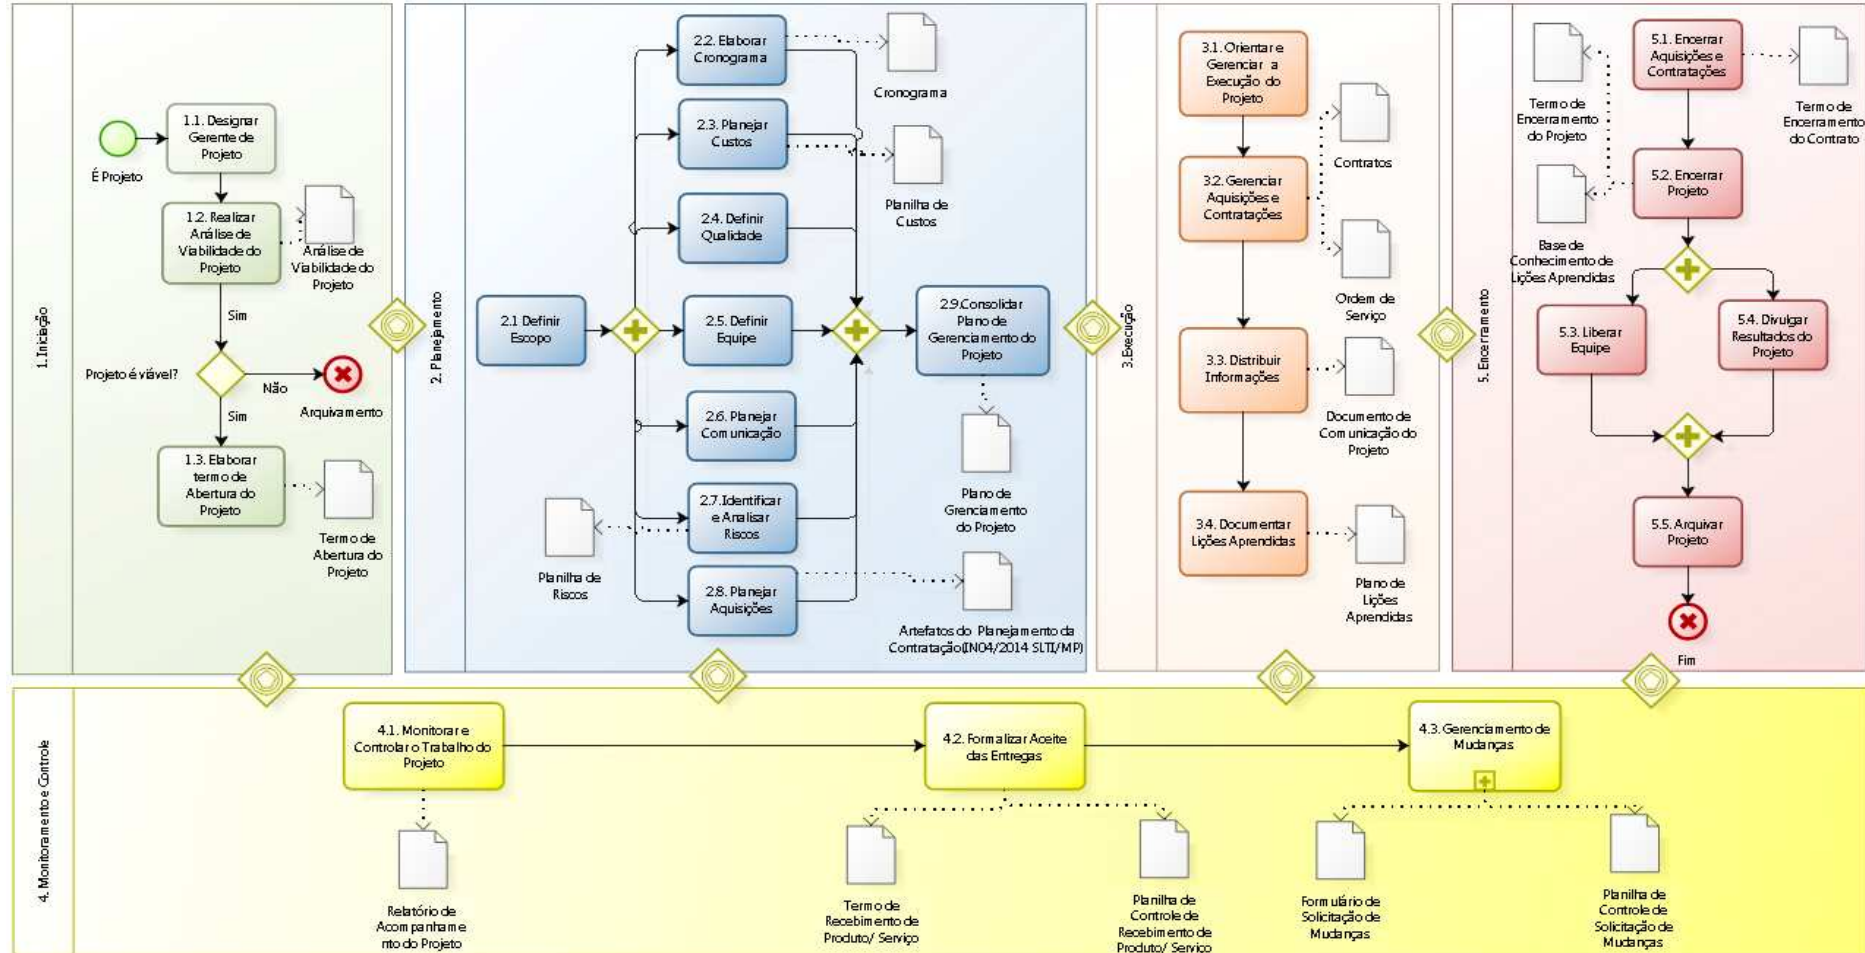 1. Iniciação
É Projeto
1.1. Designar
Gerente de
Projeto
1.2. Realizar
Análise de
Viabilidade do
Projeto
Análise de
Viabilidade do
Projeto
Sim
Projeto é viável?
Não
Arquivamento
Sim
1.3. Elaborar
termo de
Abertura do
Projeto
Termo de
Abertura do
Projeto
2. Planejamento
2.1 Definir
Escopo
2.2. Elaborar
Cronograma
Cronograma
2.3. Planejar
Custos
Planilha de
Custos
2.4. Definir
Qualidade
2.5. Definir
Equipe
2.6. Planejar
Comunicação
2.7. Identificar
e Analisar
Riscos
Planilha de
Riscos
2.8. Planejar
Aquisições
Artefatos do Planejamento da
Contratação(IN04/2014 SLTI/MP)
2.9.Consolidar
Plano de
Gerenciamento do
Projeto
Plano de
Grenciamento
do Projeto
3.Execução
3.1. Orientar e
Gerenciar a
Execução do
Projeto
3.2. Gerenciar
Aquisições e
Contratações
Contratos
Ordem de
Serviço
3.3. Distribuir
Informações
Documento de
Comunicação do
Projeto
3.4. Documentar
Lições Aprendidas
Plano de
Lições
Aprendidas
5. Encerramento
5.1. Encerrar
Aquisições e
Contratações
Termo de
Encerramento
do Projeto
Termo de
Encerramento
do Contrato
5.2. Encerrar
Projeto
Base de
Conhecimento de
Lições Aprendidas
5.3. Liberar
Equipe
5.4. Divulgar
Resultados do
Projeto
5.5. Arquivar
Projeto
Fim
4. Monitoramento e Controle
4.1. Monitorar e
Controlar o Trabalho do
Projeto
Relatório de
Acompanhame
nto do Projeto
4.2. Formalizar Aceite
das Entregas
Termo de
Recebimento de
Produto/ Serviço
Planilha de
Controle de
Recebimento de
Produto/ Serviço
4.3. Gerenciamento de
Mudanças
Formulário de
Solicitação de
Mudanças
Planilha de
Controle de
Solicitação de
Mudanças